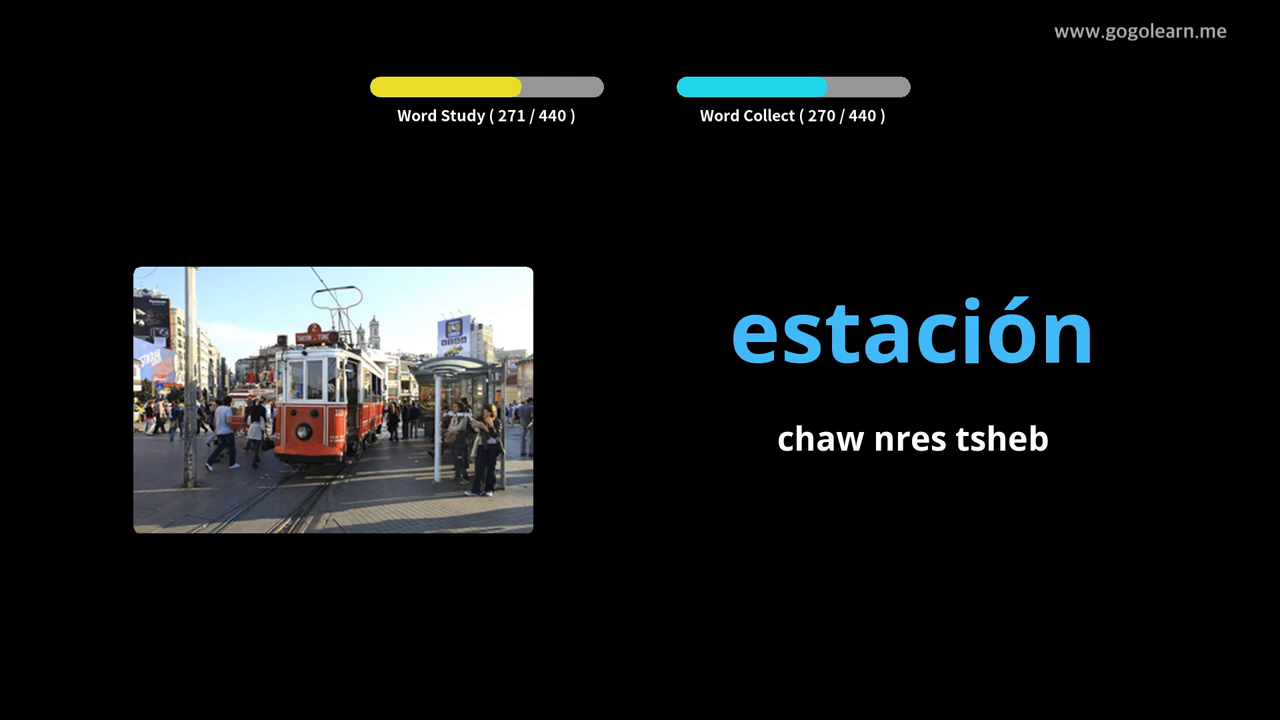 www.gogolearn.me
Word Study ( 271 / 440 )
Word Collect ( 270 / 440 )
estación
chaw nres tsheb